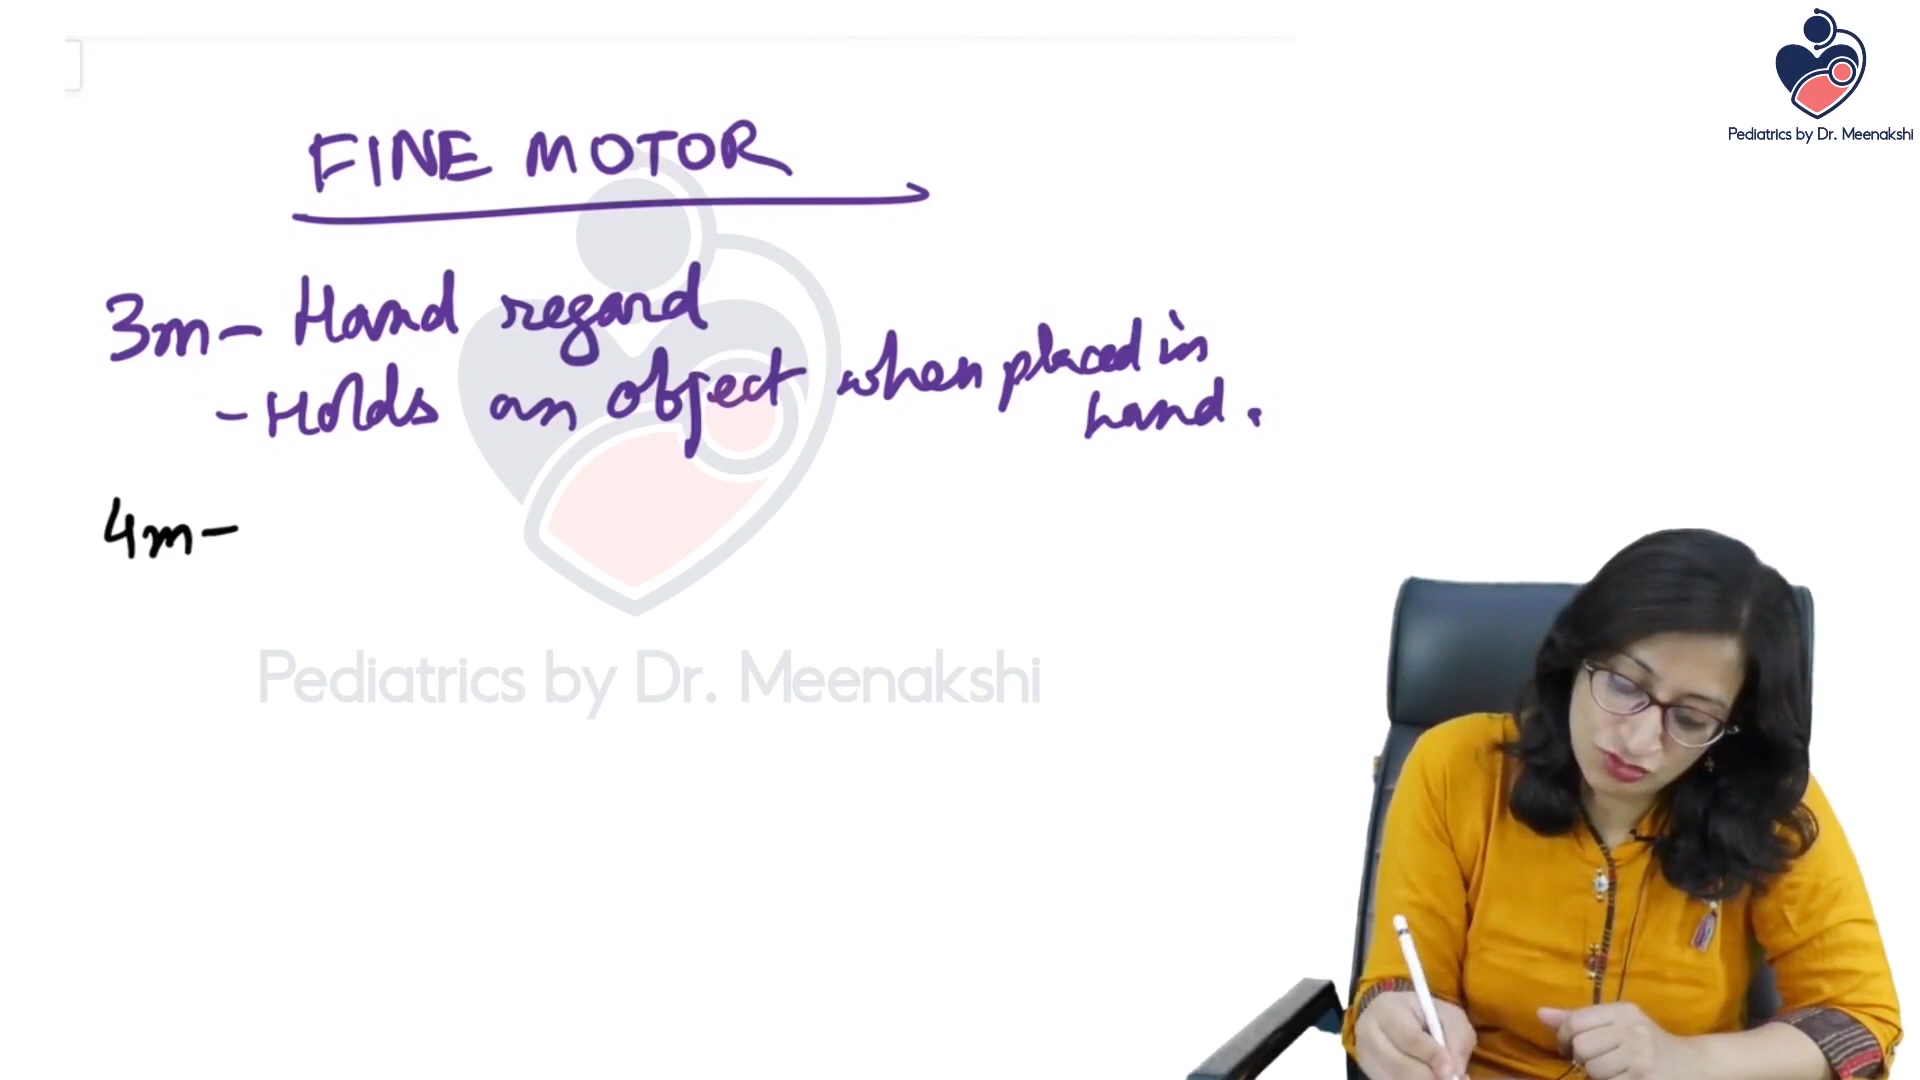 Pediatrics by Dr. Meenakshi
FINE MOTOR
3m - Hand regard
- Holds an object when placed in
hand.
4m -
Pediatrics by Dr. Meenakshi